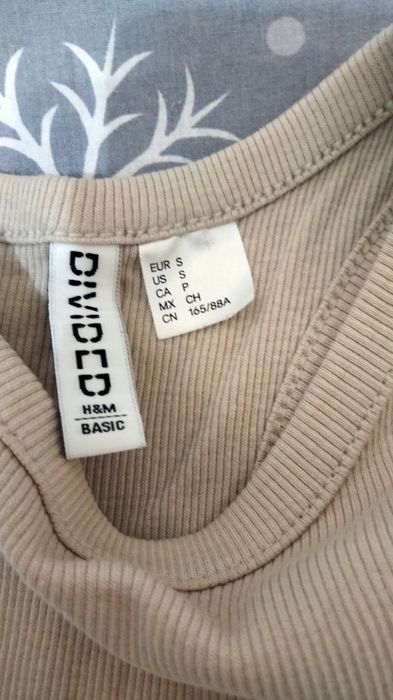 DIVIDED
H&M
BASIC
EUR S
US S
CA P
MX CH
CN 165/88A